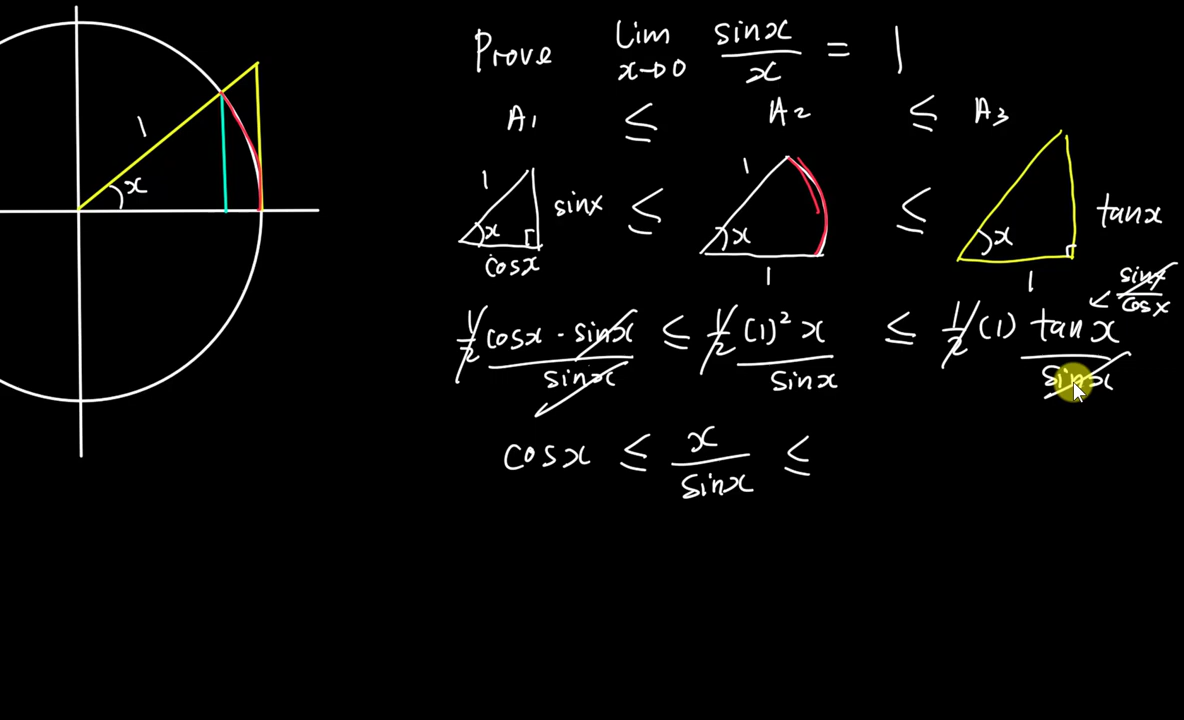 Prove lim x→0 sinx/x = 1
A1 ≤ A2 ≤ A3
1 x
1 x sinx cosx ≤ 1 x 1 ≤ x 1 tanx
sinx/cosx
1/2 cosx · sinx / sinx ≤ 1/2 (1)² x / sinx ≤ 1/2 (1) tanx / sinx
cosx ≤ x/sinx ≤